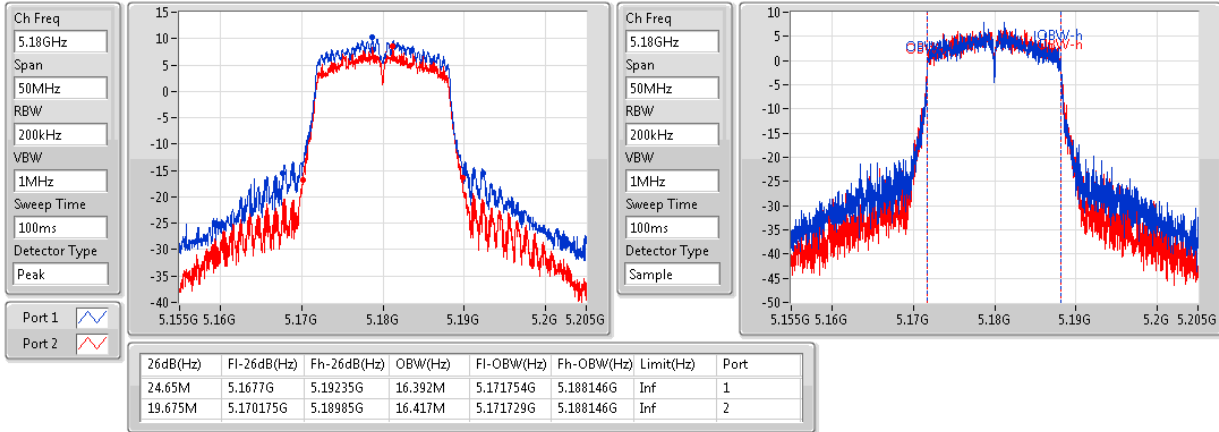 Ch Freq
5.18GHz
Span
50MHz
RBW
200kHz
VBW
1MHz
Sweep Time
100ms
Detector Type
Peak
Port 1
Port 2
15
10
5
0
-5
-10
-15
-20
-25
-30
-35
-40
5.155G 5.16G 5.17G 5.18G 5.19G 5.2G 5.205G
Ch Freq
5.18GHz
Span
50MHz
RBW
200kHz
VBW
1MHz
Sweep Time
100ms
Detector Type
Sample
10
5
0
-5
-10
-15
-20
-25
-30
-35
-40
-45
-50
5.155G 5.16G 5.17G 5.18G 5.19G 5.2G 5.205G
26dB(Hz) Fl-26dB(Hz) Fh-26dB(Hz) OBW(Hz) Fl-OBW(Hz) Fh-OBW(Hz) Limit(Hz) Port
24.65M 5.1677G 5.19235G 16.392M 5.171754G 5.188146G Inf 1
19.675M 5.170175G 5.18985G 16.417M 5.171729G 5.188146G Inf 2